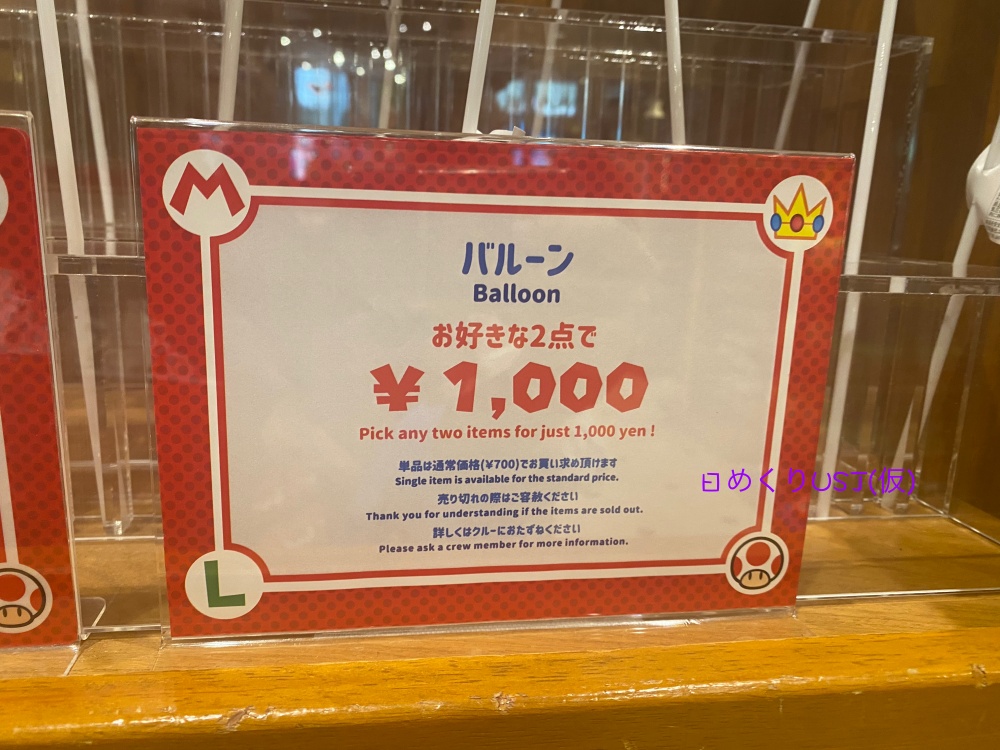 M
バルーン
Balloon
お好きな2点で
¥1,000
Pick any two items for just 1,000 yen !
単品は通常価格(¥700)でお買い求め頂けます
Single item is available for the standard price.
売り切れの際はご容赦ください
Thank you for understanding if the items are sold out.
詳しくはクルーにおたずねください
Please ask a crew member for more information.
L
日めくりUSJ(仮)